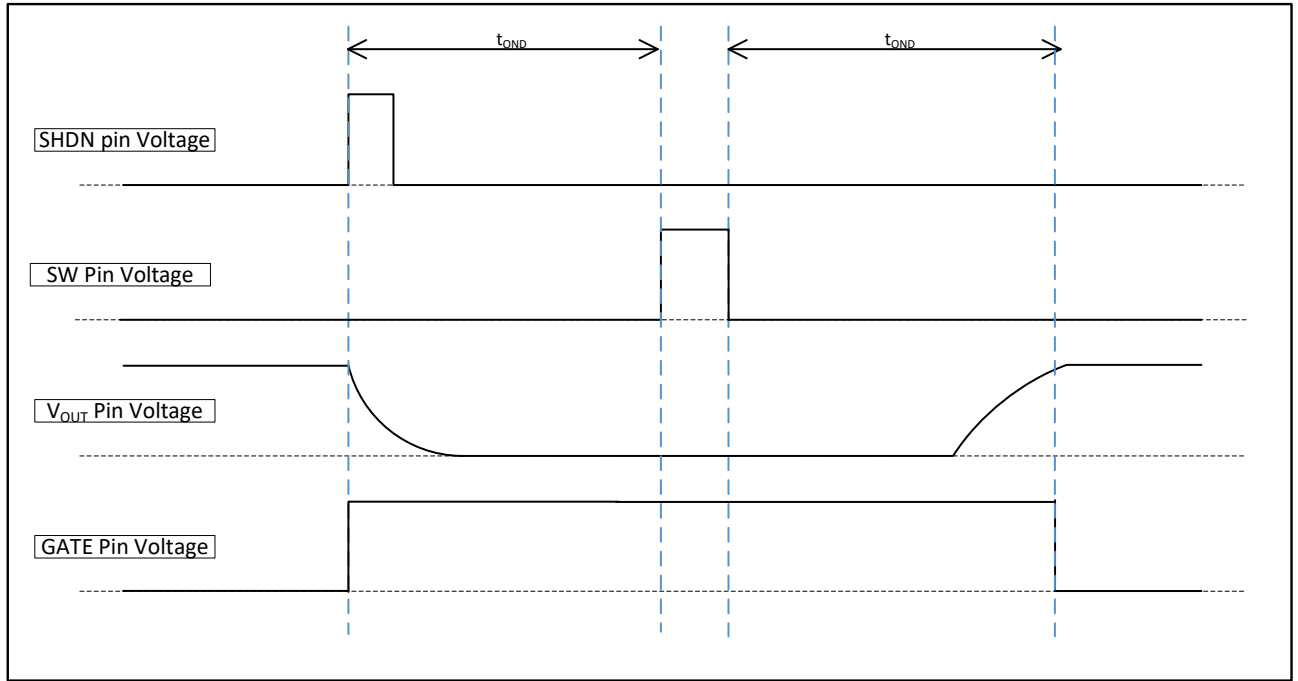 tOND
tOND
SHDN pin Voltage
SW Pin Voltage
VOUT Pin Voltage
GATE Pin Voltage